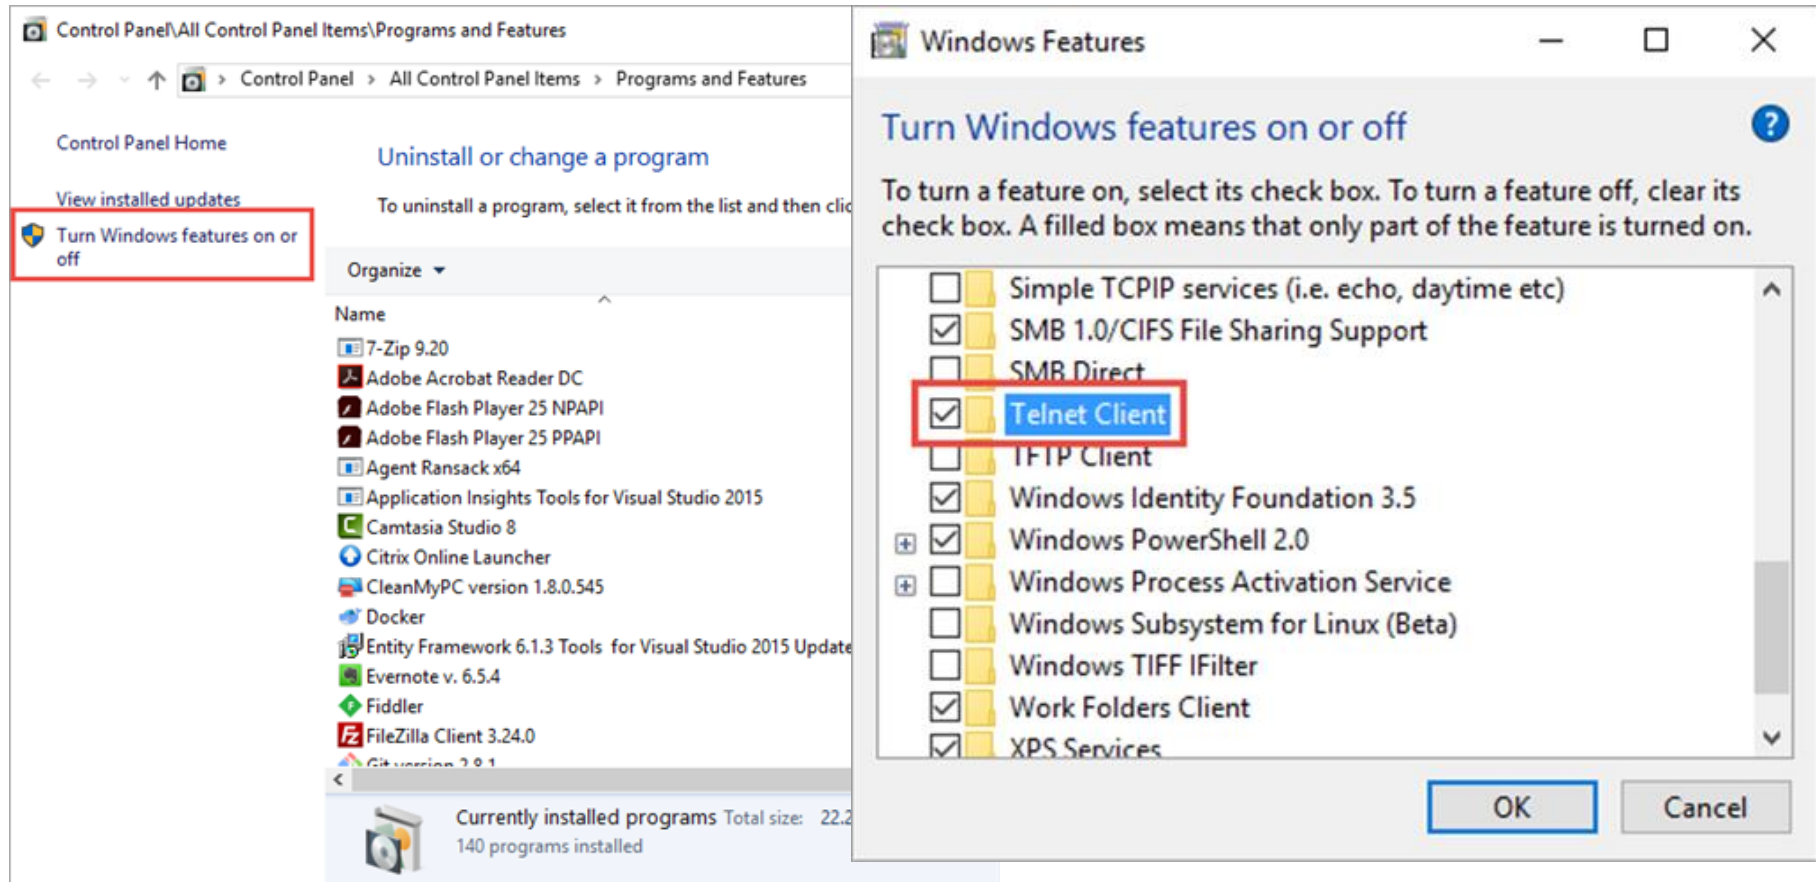 Control Panel\All Control Panel Items\Programs and Features
Control Panel > All Control Panel Items > Programs and Features
Control Panel Home
View installed updates
Turn Windows features on or
off
Uninstall or change a program
To uninstall a program, select it from the list and then clic
Organize
Name
7-Zip 9.20
Adobe Acrobat Reader DC
Adobe Flash Player 25 NPAPI
Adobe Flash Player 25 PPAPI
Agent Ransack x64
Application Insights Tools for Visual Studio 2015
Camtasia Studio 8
Citrix Online Launcher
CleanMyPC version 1.8.0.545
Docker
Entity Framework 6.1.3 Tools for Visual Studio 2015 Update
Evernote v. 6.5.4
Fiddler
FileZilla Client 3.24.0
Git version 2.8.1
Currently installed programs Total size: 22.2
140 programs installed
Windows Features
Turn Windows features on or off
To turn a feature on, select its check box. To turn a feature off, clear its
check box. A filled box means that only part of the feature is turned on.
Simple TCPIP services (i.e. echo, daytime etc)
SMB 1.0/CIFS File Sharing Support
SMB Direct
Telnet Client
TFTP Client
Windows Identity Foundation 3.5
Windows PowerShell 2.0
Windows Process Activation Service
Windows Subsystem for Linux (Beta)
Windows TIFF IFilter
Work Folders Client
XPS Services
OK
Cancel